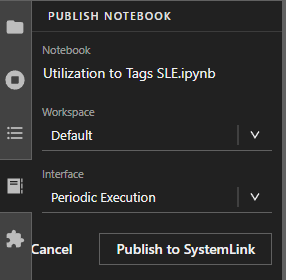 PUBLISH NOTEBOOK
Notebook
Utilization to Tags SLE.ipynb
Workspace
Default
Interface
Periodic Execution
Cancel
Publish to SystemLink